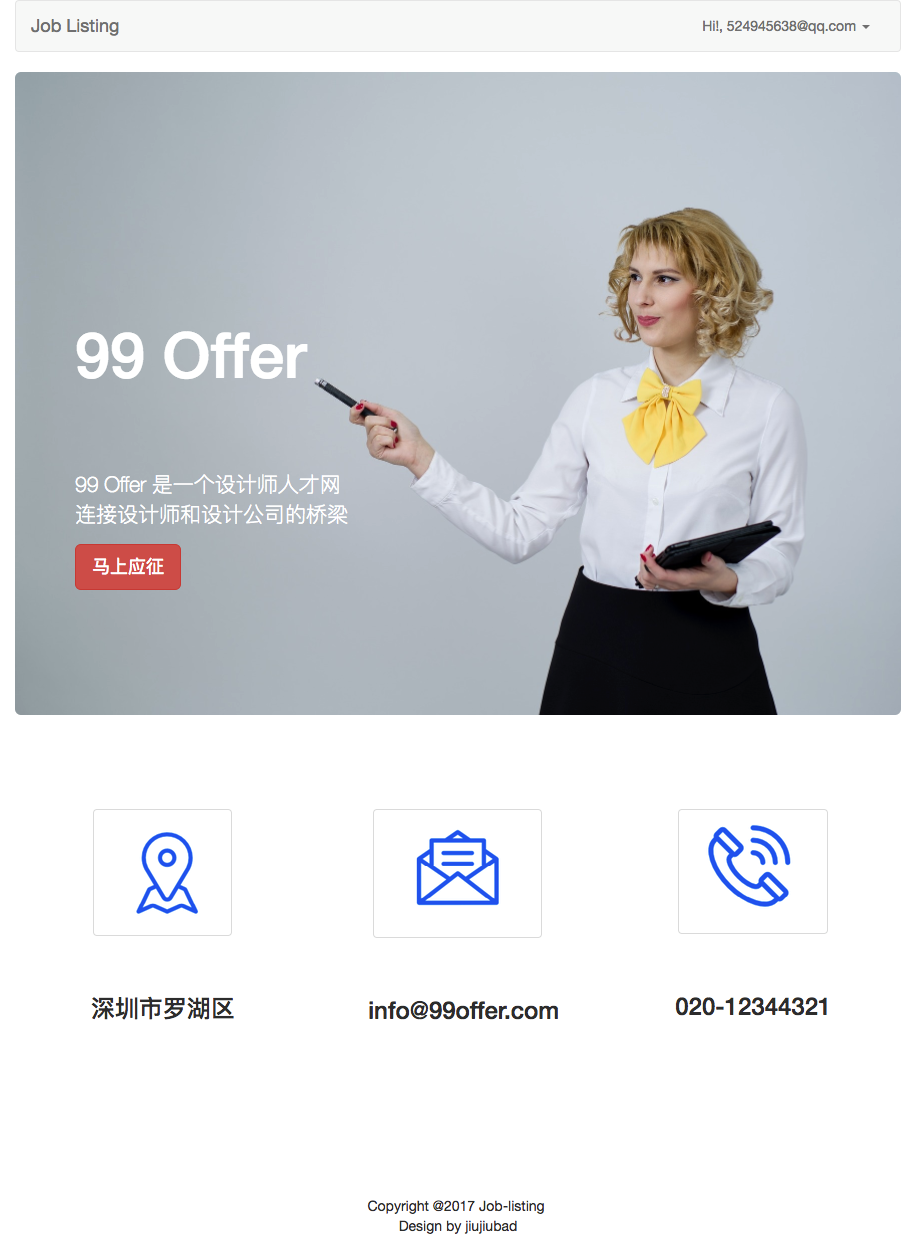 Job Listing
Hi!, 524945638@qq.com
99 Offer
99 Offer 是一个设计师人才网
连接设计师和设计公司的桥梁
马上应征
深圳市罗湖区
info@99offer.com
020-12344321
Copyright @2017 Job-listing
Design by jiujiubad